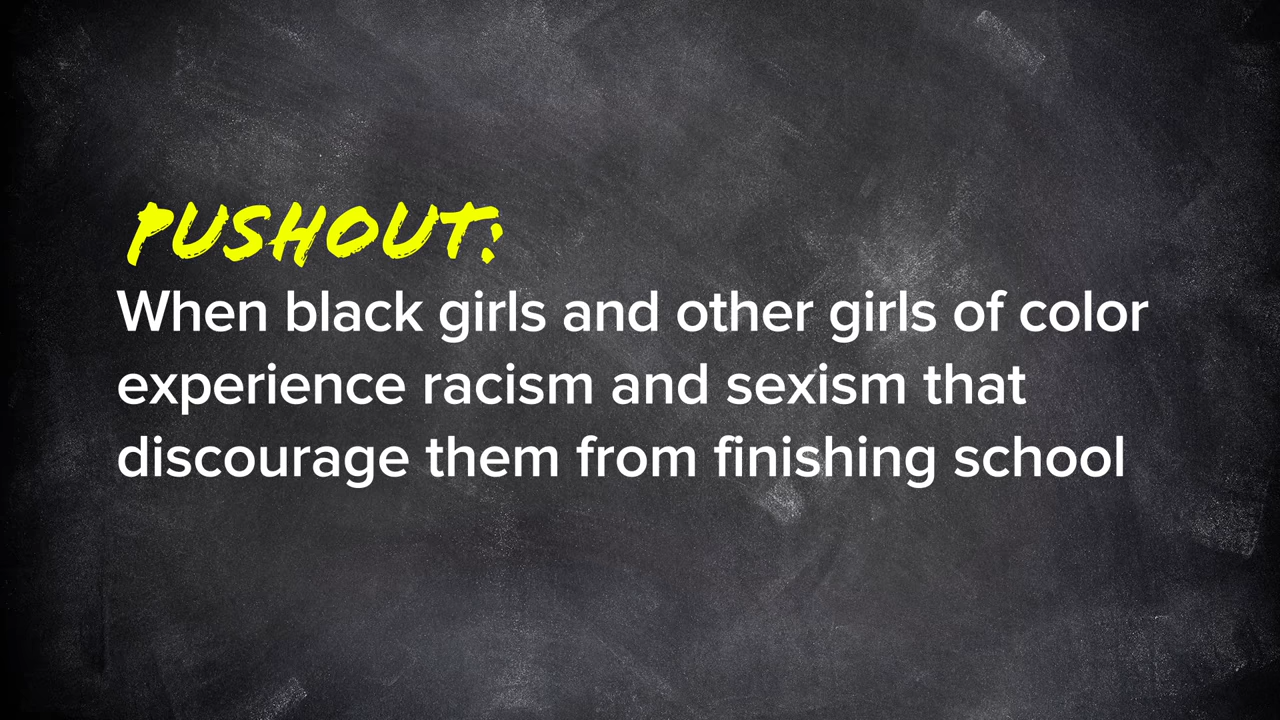 PUSHOUT:
When black girls and other girls of color
experience racism and sexism that
discourage them from finishing school